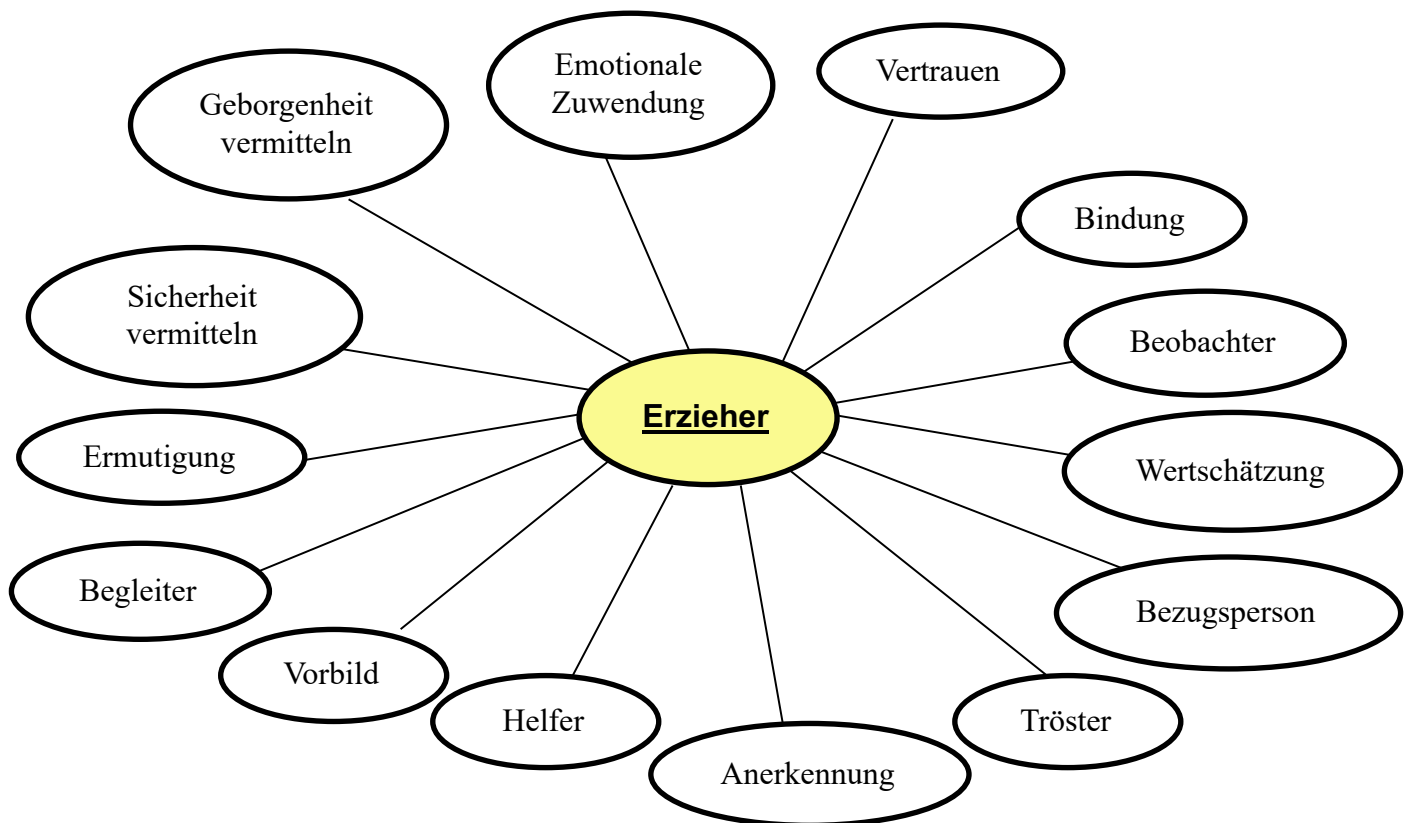 Emotionale
Zuwendung
Vertrauen
Geborgenheit
vermitteln
Bindung
Sicherheit
vermitteln
Beobachter
Erzieher
Ermutigung
Wertschätzung
Begleiter
Bezugsperson
Vorbild
Helfer
Tröster
Anerkennung